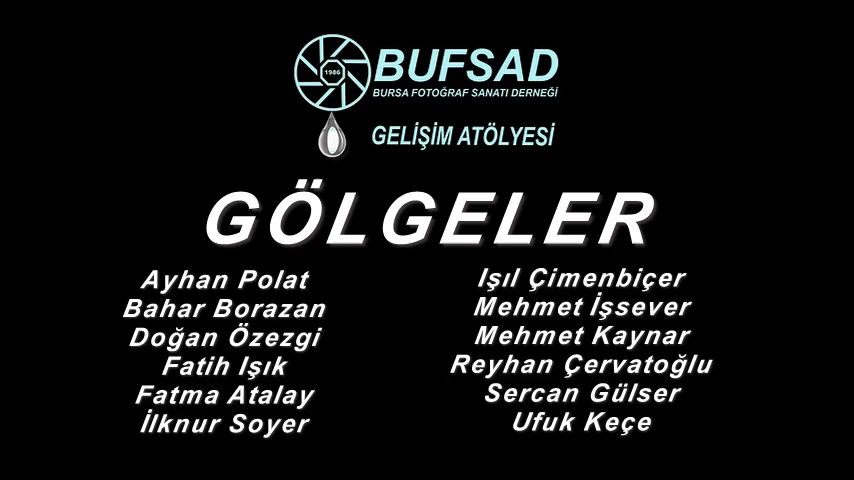 1986
BUFSAD
BURSA FOTOĞRAF SANATI DERNEĞİ
GELİŞİM ATÖLYESİ
GÖLGELER
Ayhan Polat
Bahar Borazan
Doğan Özezgi
Fatih Işık
Fatma Atalay
İlknur Soyer
Işıl Çimenbiçer
Mehmet İşsever
Mehmet Kaynar
Reyhan Çervatoğlu
Sercan Gülser
Ufuk Keçe